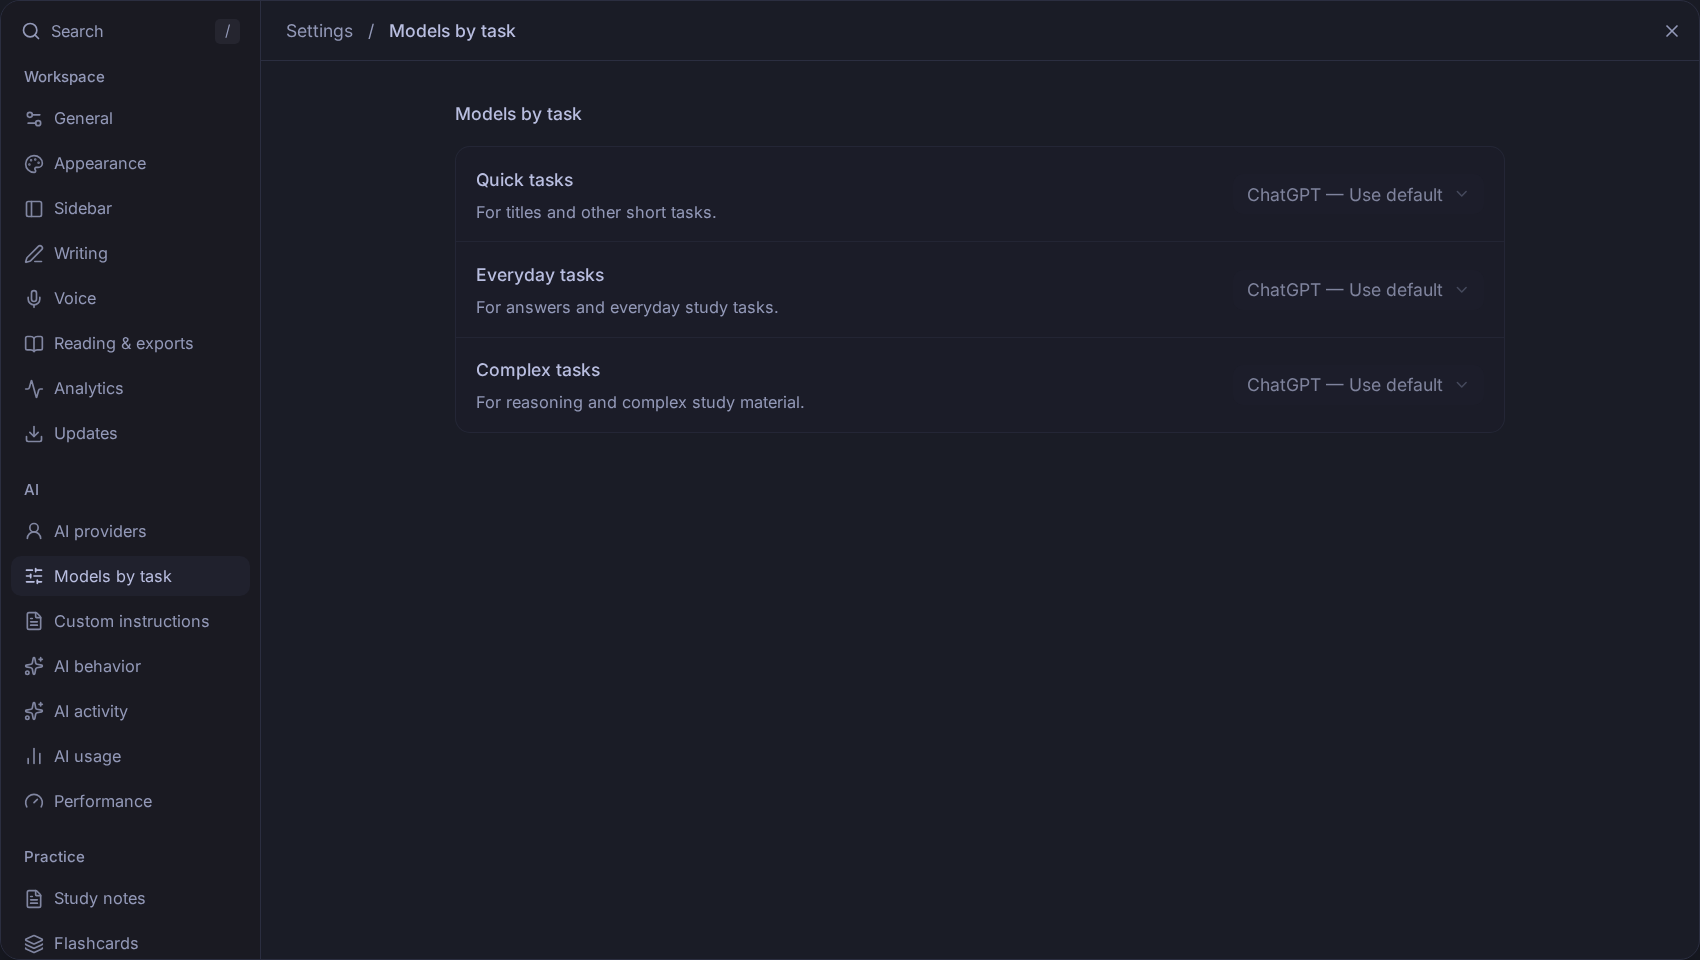 Search /
Workspace
General
Appearance
Sidebar
Writing
Voice
Reading & exports
Analytics
Updates
AI
AI providers
Models by task
Custom instructions
AI behavior
AI activity
AI usage
Performance
Practice
Study notes
Flashcards
Settings / Models by task
Models by task
Quick tasks
For titles and other short tasks.
ChatGPT — Use default
Everyday tasks
For answers and everyday study tasks.
ChatGPT — Use default
Complex tasks
For reasoning and complex study material.
ChatGPT — Use default